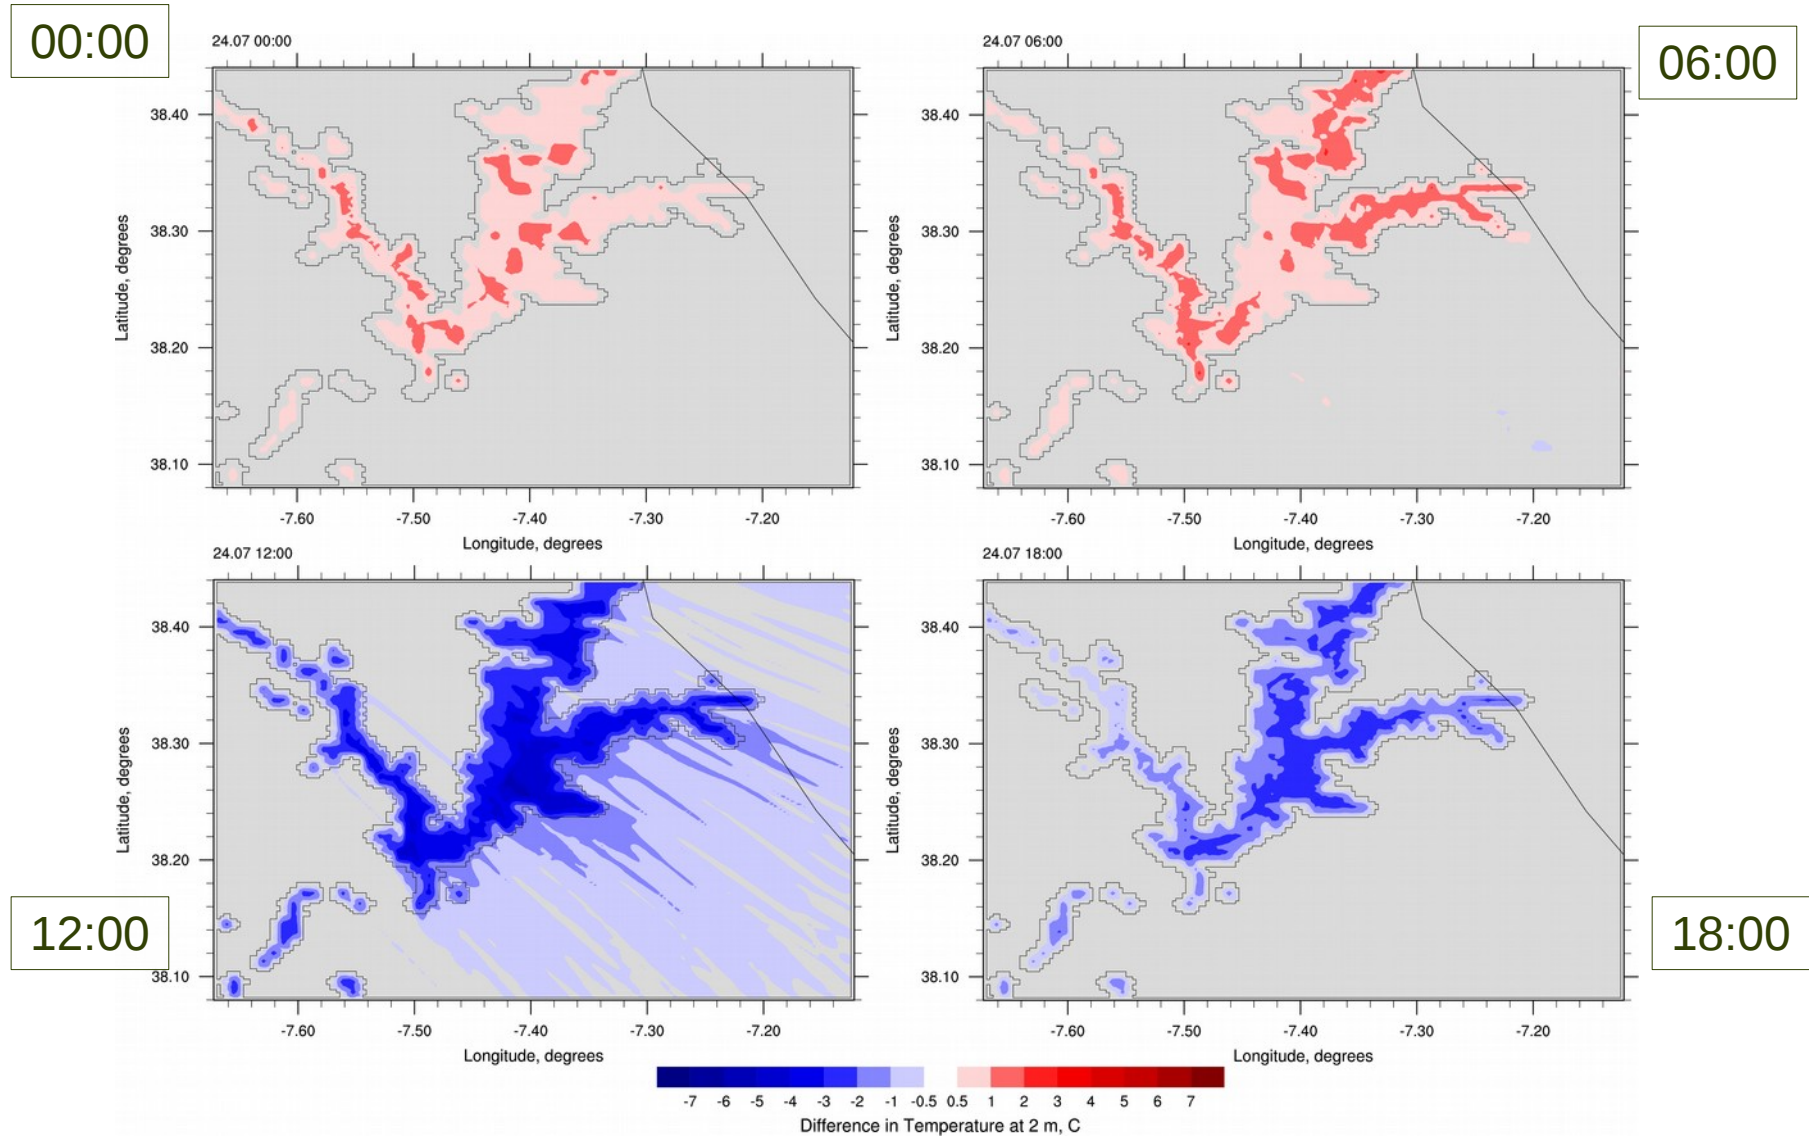 00:00
06:00
24.07 00:00
24.07 06:00
38.40
38.30
38.20
38.10
Latitude, degrees
-7.60 -7.50 -7.40 -7.30 -7.20
Longitude, degrees
38.40
38.30
38.20
38.10
Latitude, degrees
-7.60 -7.50 -7.40 -7.30 -7.20
Longitude, degrees
24.07 12:00
24.07 18:00
38.40
38.30
38.20
38.10
Latitude, degrees
-7.60 -7.50 -7.40 -7.30 -7.20
Longitude, degrees
38.40
38.30
38.20
38.10
Latitude, degrees
-7.60 -7.50 -7.40 -7.30 -7.20
Longitude, degrees
12:00
18:00
-7 -6 -5 -4 -3 -2 -1 -0.5 0.5 1 2 3 4 5 6 7
Difference in Temperature at 2 m, C